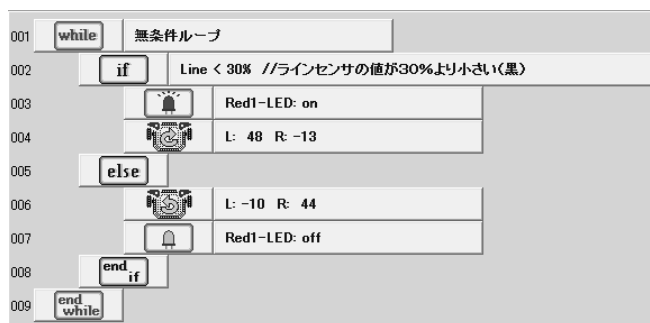 001 while 無条件ループ
002 if Line < 30% //ラインセンサの値が30%より小さい(黒)
003 Red1-LED: on
004 L: 48 R: -13
005 else
006 L: -10 R: 44
007 Red1-LED: off
008 end if
009 end while